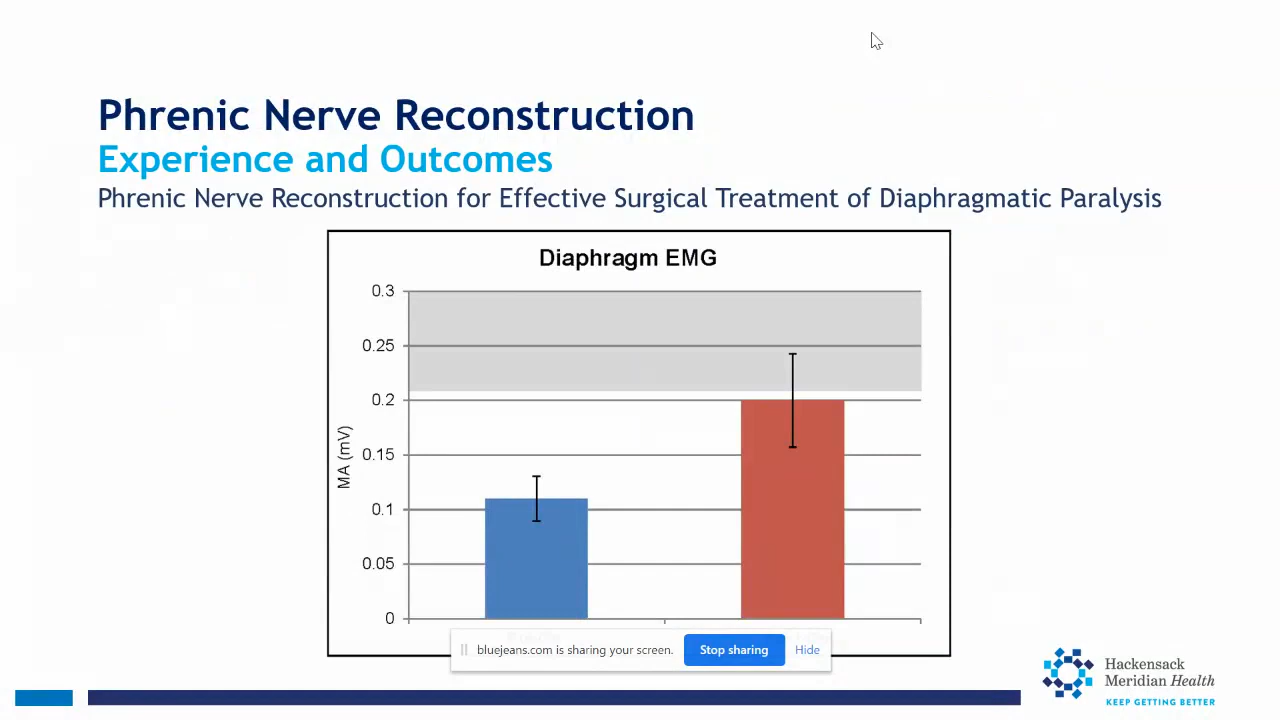 Phrenic Nerve Reconstruction
Experience and Outcomes
Phrenic Nerve Reconstruction for Effective Surgical Treatment of Diaphragmatic Paralysis
Diaphragm EMG
0.3
0.25
0.2
0.15
0.1
0.05
0
MA (mV)
bluejeans.com is sharing your screen.
Stop sharing
Hide
Hackensack
Meridian Health
KEEP GETTING BETTER